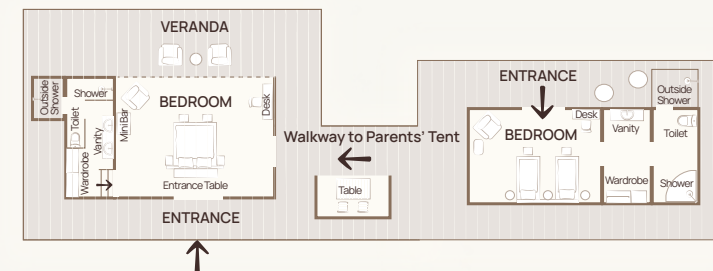 VERANDA
Outside
Shower
Shower
Toilet
Vanity
Wardrobe
MiniBar
BEDROOM
Desk
Entrance Table
ENTRANCE
Walkway to Parents' Tent
Table
ENTRANCE
BEDROOM
Desk
Vanity
Wardrobe
Outside
Shower
Toilet
Shower